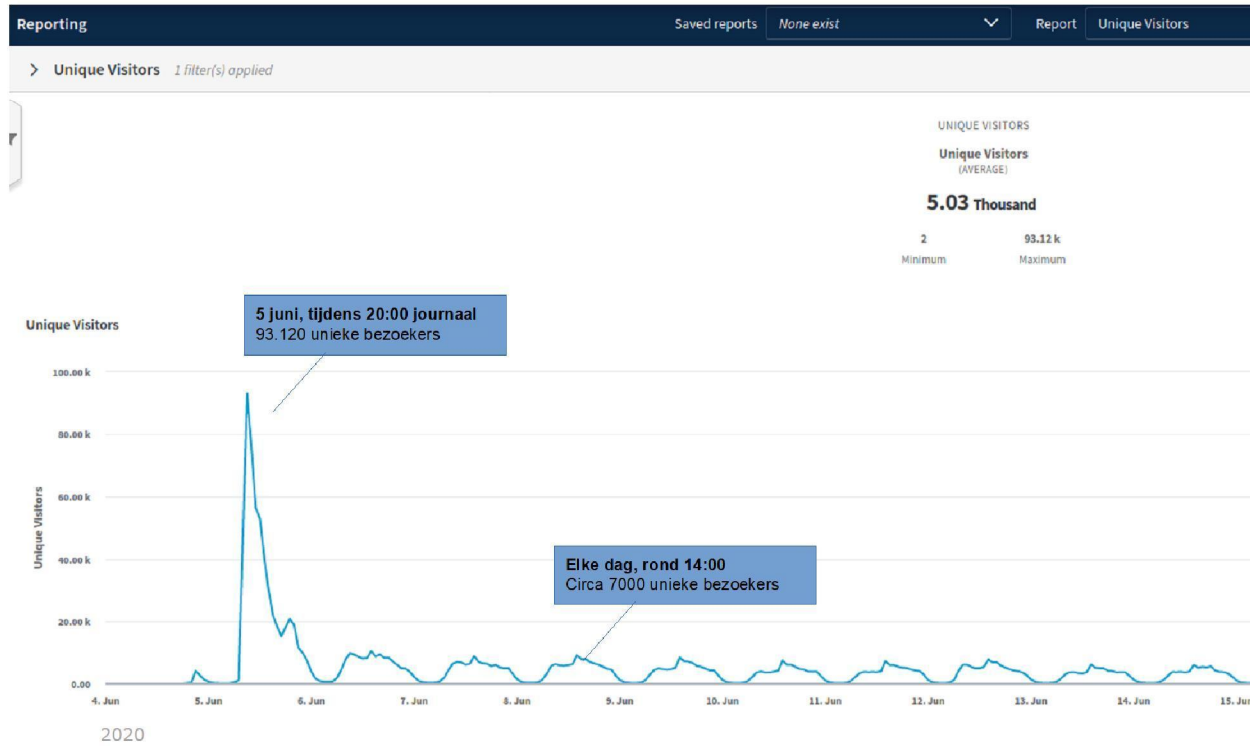 Reporting
Saved reports None exist Report Unique Visitors
Unique Visitors 1 filter(s) applied
UNIQUE VISITORS
Unique Visitors
(AVERAGE)
5.03 Thousand
2 93.12 k
Minimum Maximum
Unique Visitors
5 juni, tijdens 20:00 journaal
93.120 unieke bezoekers
Elke dag, rond 14:00
Circa 7000 unieke bezoekers
Unique Visitors
100.00 k
80.00 k
60.00 k
40.00 k
20.00 k
0.00
4. Jun 5. Jun 6. Jun 7. Jun 8. Jun 9. Jun 10. Jun 11. Jun 12. Jun 13. Jun 14. Jun 15. Jun
2020